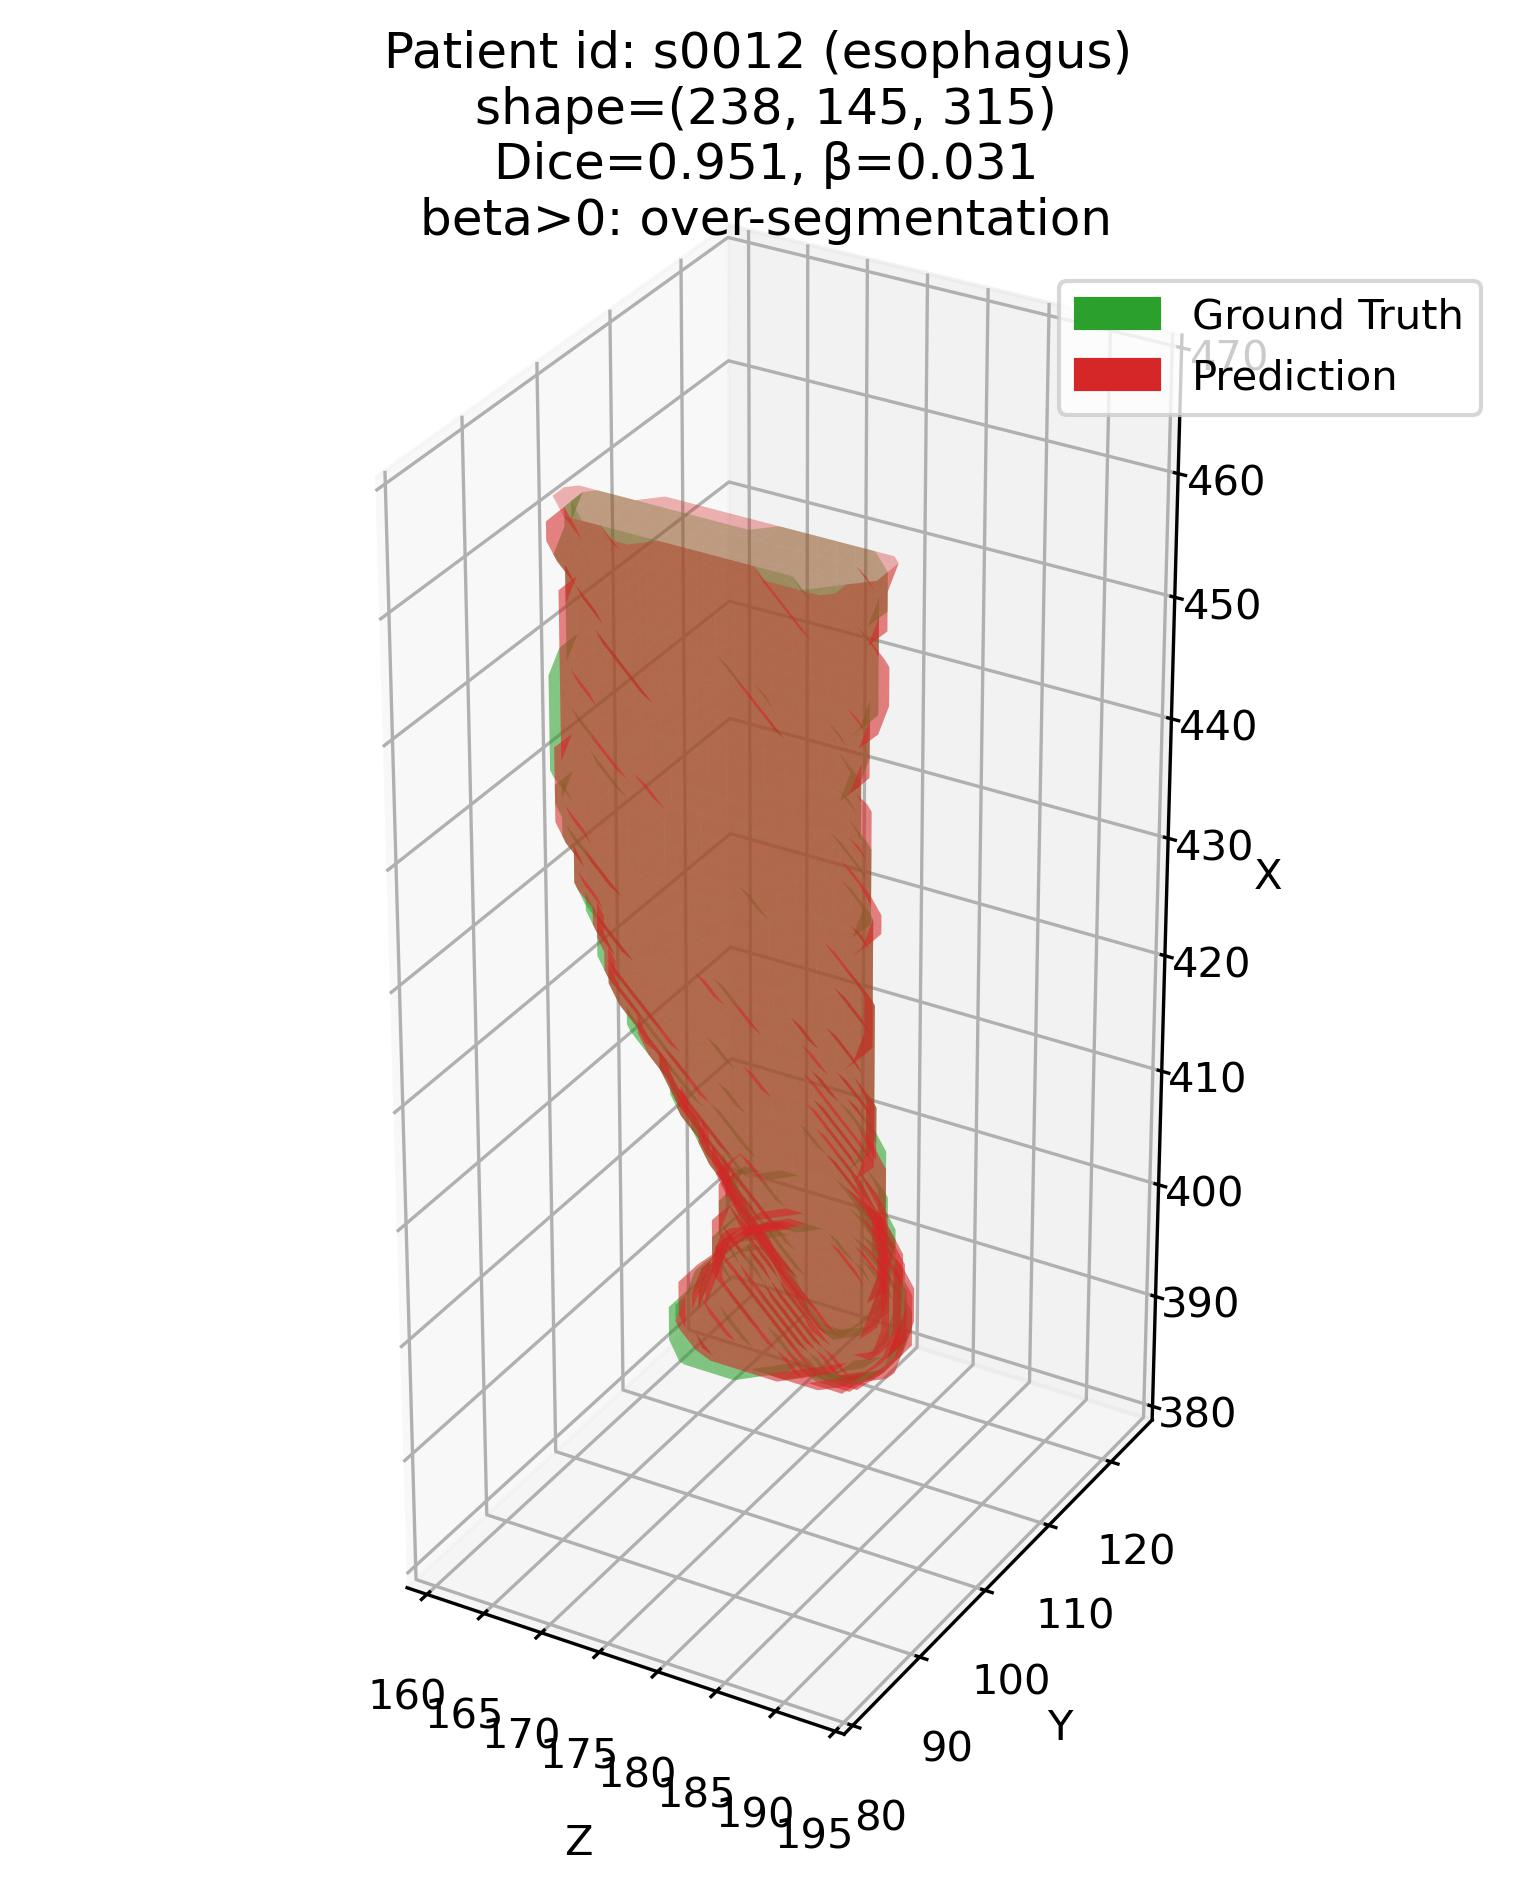 Patient id: s0012 (esophagus)
shape=(238, 145, 315)
Dice=0.951, β=0.031
beta>0: over-segmentation
Ground Truth
Prediction
470
460
450
440
430
X
420
410
400
390
380
120
110
100
Y
90
80
160
165
170
175
180
185
190
195
Z